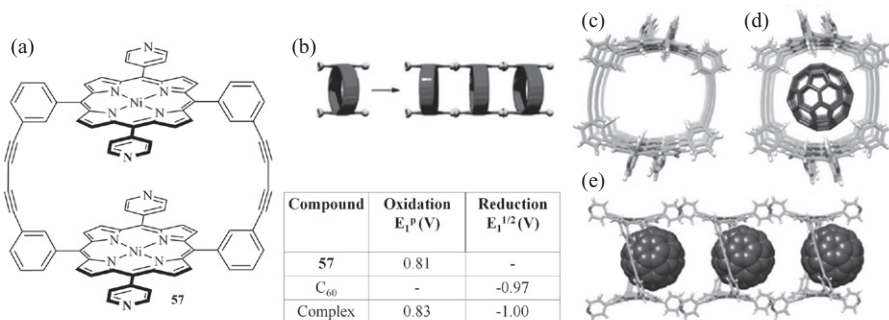 (a)
N
N
N
Ni
N
N
N
N
N
N
Ni
N
N
N
57
(b)
Compound Oxidation Reduction
E₁ᵖ (V) E₁¹/² (V)
57 0.81 -
C₆₀ - -0.97
Complex 0.83 -1.00
(c)
(d)
(e)